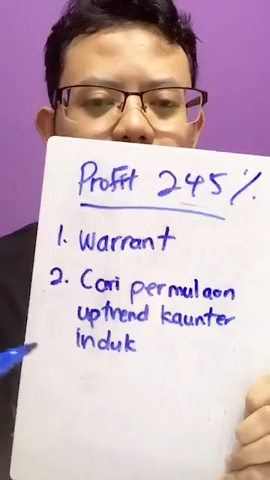 Profit 245%
1. Warrant
2. Cari permulaan
uptrend kaunter
induk